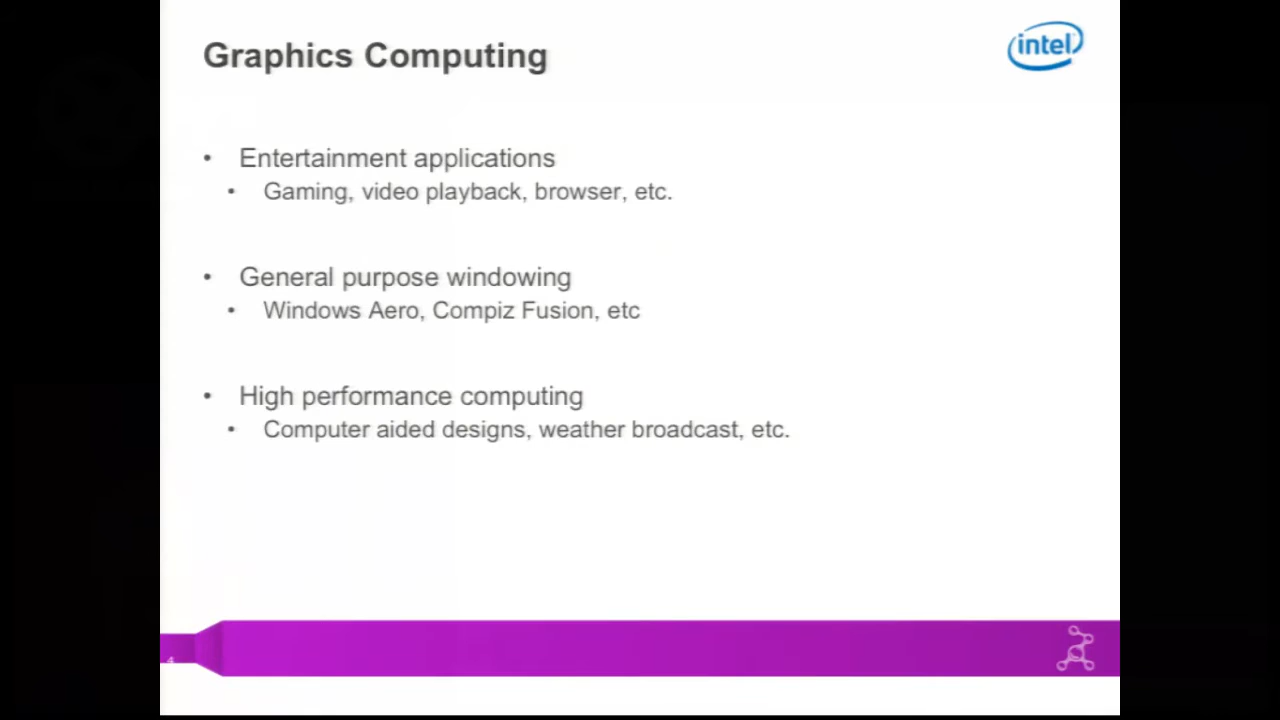 Graphics Computing
intel
• Entertainment applications
• Gaming, video playback, browser, etc.
• General purpose windowing
• Windows Aero, Compiz Fusion, etc
• High performance computing
• Computer aided designs, weather broadcast, etc.
4